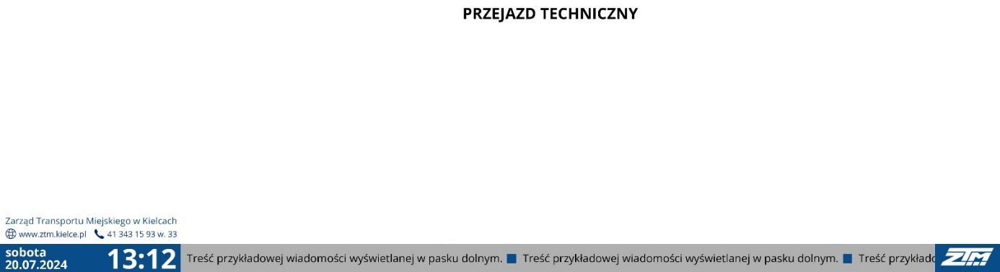 PRZEJAZD TECHNICZNY
Zarząd Transportu Miejskiego w Kielcach
www.ztm.kielce.pl 41 343 15 93 w. 33
sobota
20.07.2024
13:12
Treść przykładowej wiadomości wyświetlanej w pasku dolnym. Treść przykładowej wiadomości wyświetlanej w pasku dolnym. Treść przykłado
ZTM